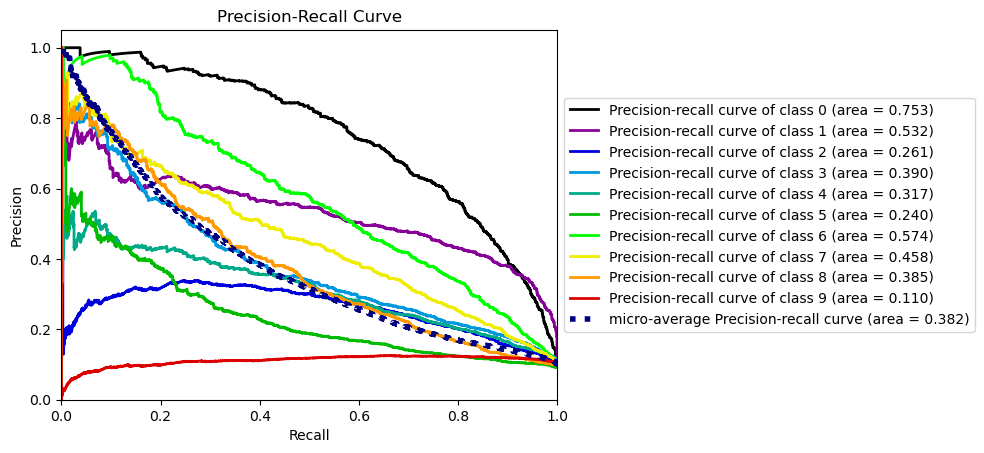 Precision-Recall Curve
1.0
0.8
0.6
0.4
0.2
0.0
Precision
0.0 0.2 0.4 0.6 0.8 1.0
Recall
Precision-recall curve of class 0 (area = 0.753)
Precision-recall curve of class 1 (area = 0.532)
Precision-recall curve of class 2 (area = 0.261)
Precision-recall curve of class 3 (area = 0.390)
Precision-recall curve of class 4 (area = 0.317)
Precision-recall curve of class 5 (area = 0.240)
Precision-recall curve of class 6 (area = 0.574)
Precision-recall curve of class 7 (area = 0.458)
Precision-recall curve of class 8 (area = 0.385)
Precision-recall curve of class 9 (area = 0.110)
micro-average Precision-recall curve (area = 0.382)